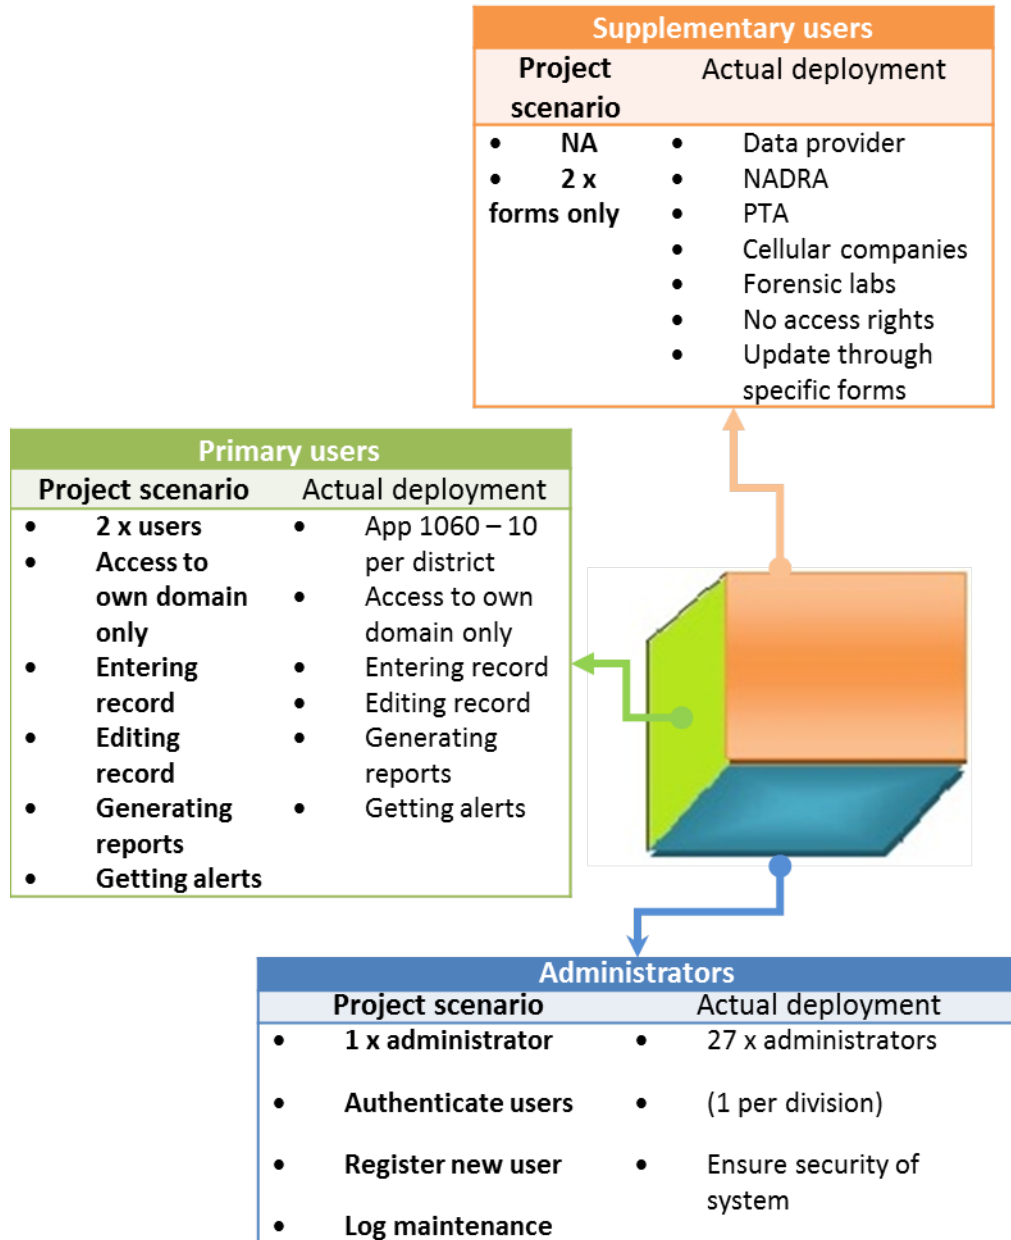 Supplementary users
Project scenario
Actual deployment
• NA
• 2 x forms only
• Data provider
• NADRA
• PTA
• Cellular companies
• Forensic labs
• No access rights
• Update through
specific forms
Primary users
Project scenario
Actual deployment
• 2 x users
• Access to
own domain
only
• Entering
record
• Editing
record
• Generating
reports
• Getting alerts
• App 1060 – 10
per district
• Access to own
domain only
• Entering record
• Editing record
• Generating
reports
• Getting alerts
Administrators
Project scenario
Actual deployment
• 1 x administrator
• Authenticate users
• Register new user
• Log maintenance
• 27 x administrators
• (1 per division)
• Ensure security of
system